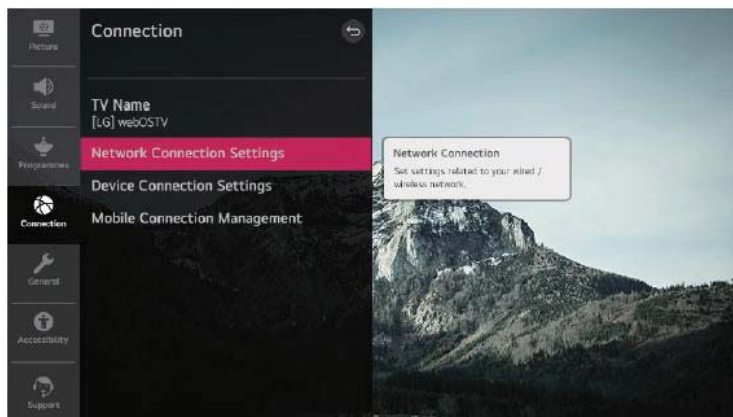 Picture
Sound
Programmes
Connection
General
Accessibility
Support
Connection
TV Name
[LG] webOSTV
Network Connection Settings
Device Connection Settings
Mobile Connection Management
Network Connection
Set settings related to your wired /
wireless network.